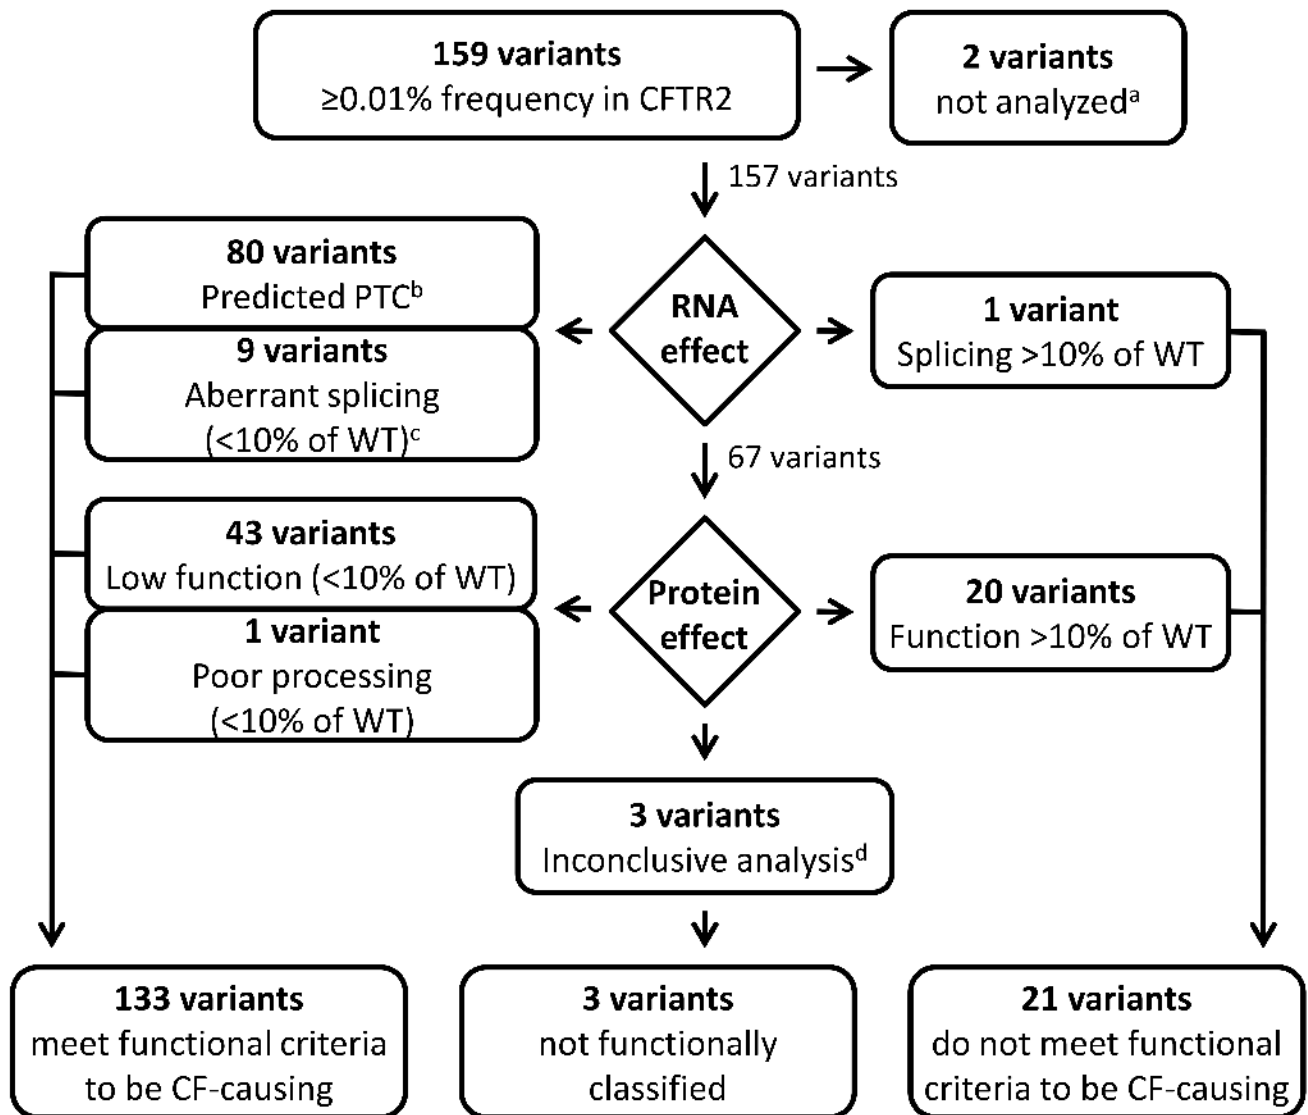 159 variants
≥0.01% frequency in CFTR2
2 variants
not analyzedᵃ
157 variants
80 variants
Predicted PTCᵇ
9 variants
Aberrant splicing
(<10% of WT)ᶜ
RNA
effect
1 variant
Splicing >10% of WT
67 variants
43 variants
Low function (<10% of WT)
1 variant
Poor processing
(<10% of WT)
Protein
effect
20 variants
Function >10% of WT
3 variants
Inconclusive analysisᵈ
133 variants
meet functional criteria
to be CF-causing
3 variants
not functionally
classified
21 variants
do not meet functional
criteria to be CF-causing